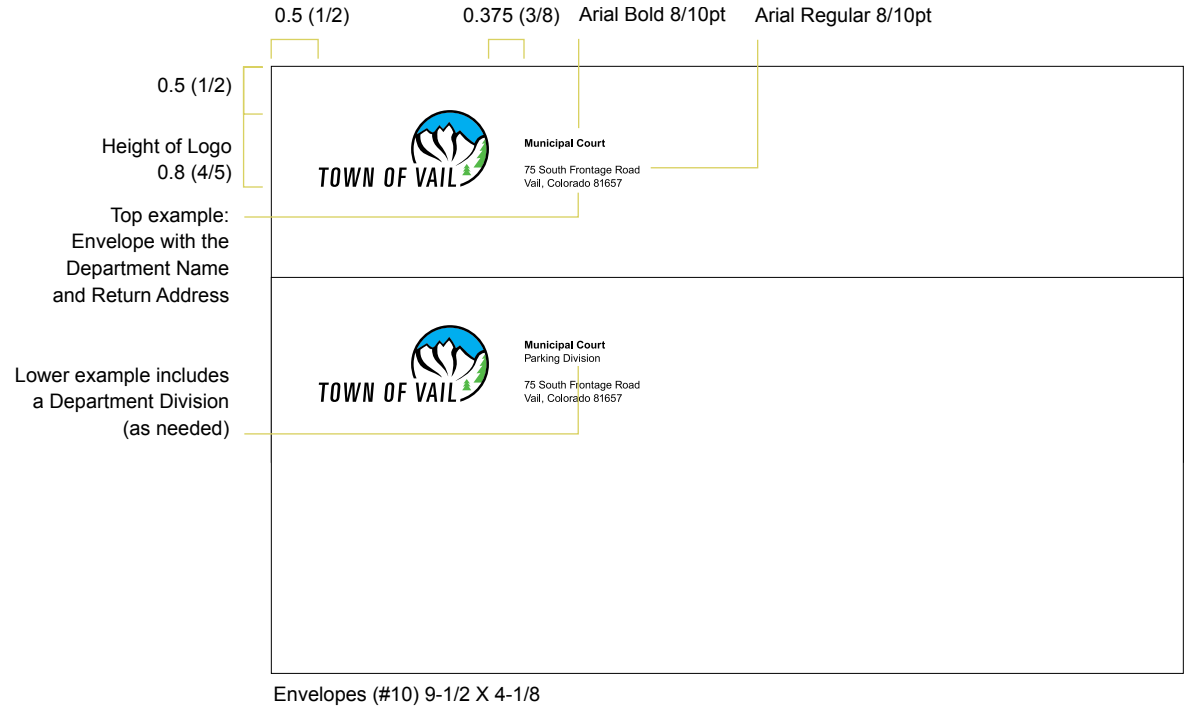 0.5 (1/2)
0.375 (3/8)
Arial Bold 8/10pt
Arial Regular 8/10pt
0.5 (1/2)
Height of Logo
0.8 (4/5)
TOWN OF VAIL
Municipal Court
75 South Frontage Road
Vail, Colorado 81657
Top example:
Envelope with the
Department Name
and Return Address
TOWN OF VAIL
Municipal Court
Parking Division
75 South Frontage Road
Vail, Colorado 81657
Lower example includes
a Department Division
(as needed)
Envelopes (#10) 9-1/2 X 4-1/8